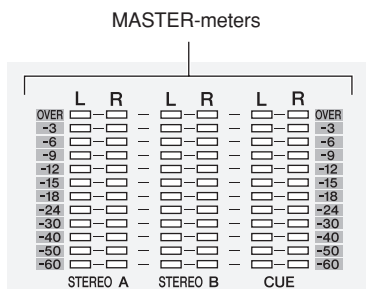 MASTER-meters
L R L R L R
OVER OVER
-3 -3
-6 -6
-9 -9
-12 -12
-15 -15
-18 -18
-24 -24
-30 -30
-40 -40
-50 -50
-60 -60
STEREO A STEREO B CUE